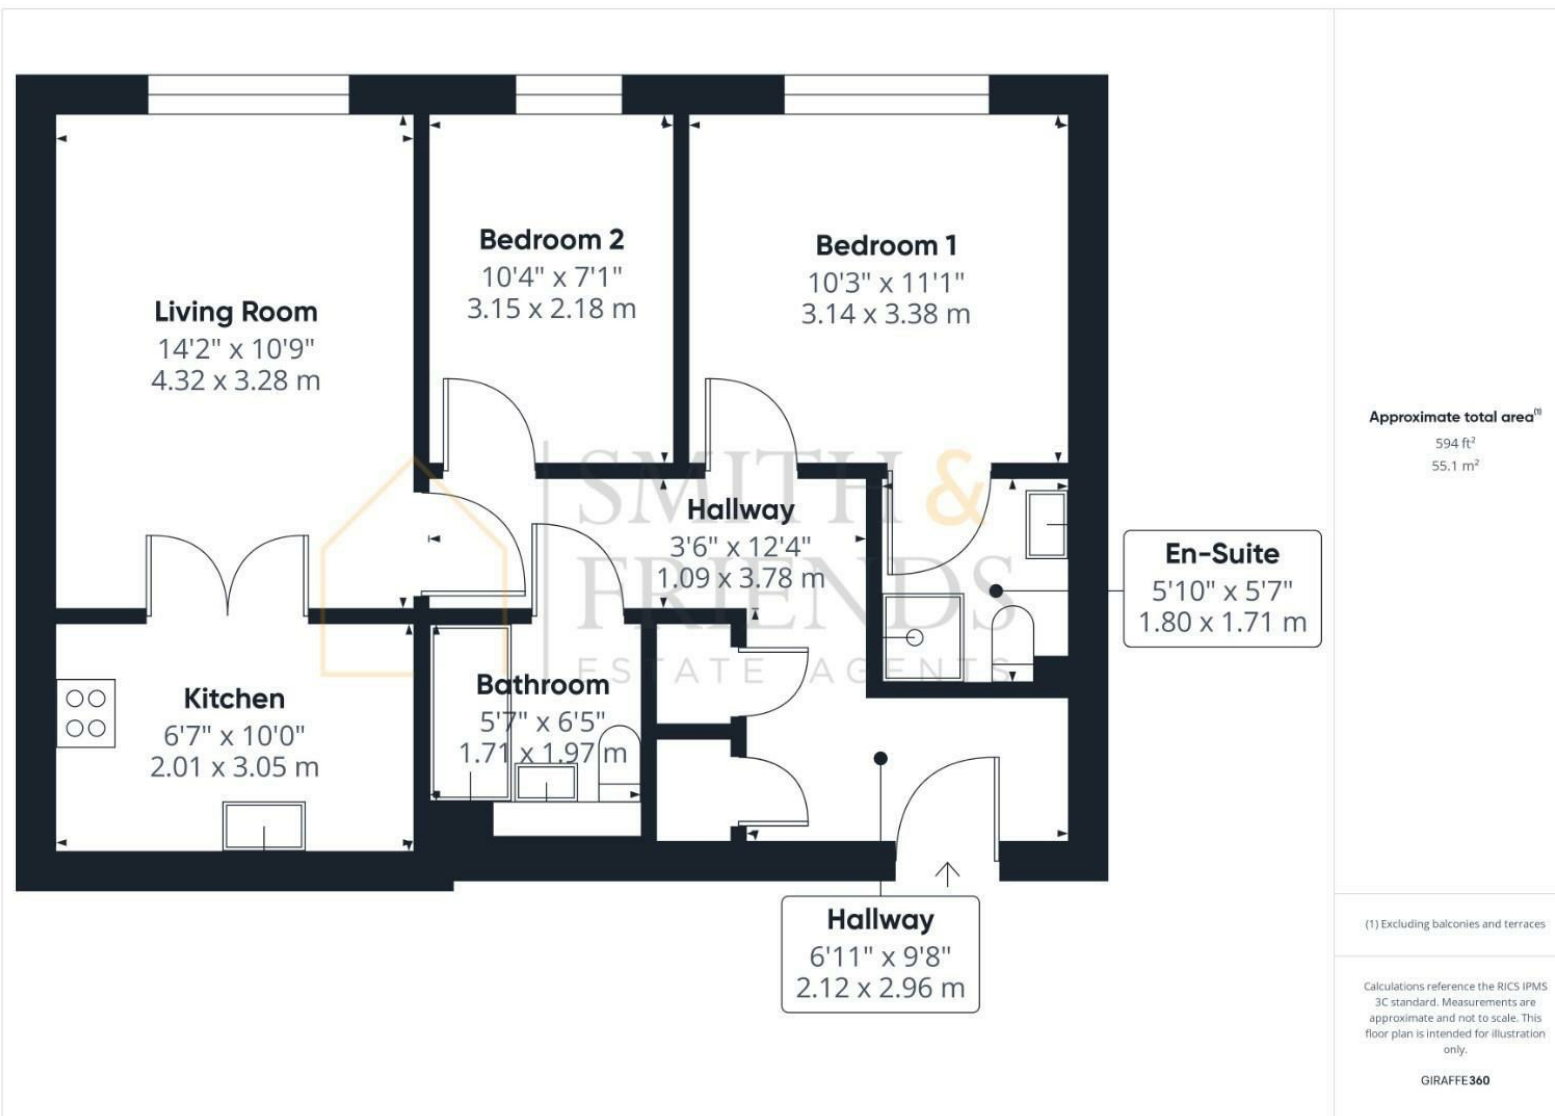 Living Room
14'2" x 10'9"
4.32 x 3.28 m
Bedroom 2
10'4" x 7'1"
3.15 x 2.18 m
Bedroom 1
10'3" x 11'1"
3.14 x 3.38 m
Hallway
3'6" x 12'4"
1.09 x 3.78 m
En-Suite
5'10" x 5'7"
1.80 x 1.71 m
Kitchen
6'7" x 10'0"
2.01 x 3.05 m
Bathroom
5'7" x 6'5"
1.71 x 1.97 m
Hallway
6'11" x 9'8"
2.12 x 2.96 m
SMITH &
FRIENDS
ESTATE AGENTS
Approximate total area(1)
594 ft²
55.1 m²
(1) Excluding balconies and terraces
Calculations reference the RICS IPMS
3C standard. Measurements are
approximate and not to scale. This
floor plan is intended for illustration
only.
GIRAFFE360